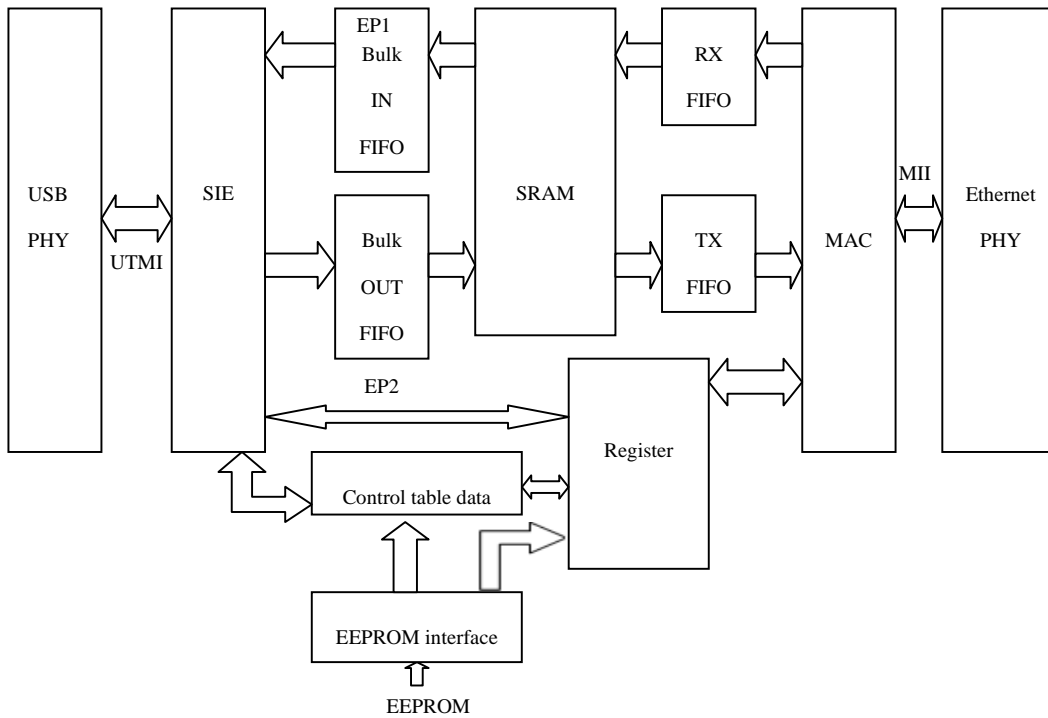 USB
PHY
UTMI
SIE
EP1
Bulk
IN
FIFO
Bulk
OUT
FIFO
EP2
SRAM
RX
FIFO
TX
FIFO
MAC
MII
Ethernet
PHY
Register
Control table data
EEPROM interface
EEPROM